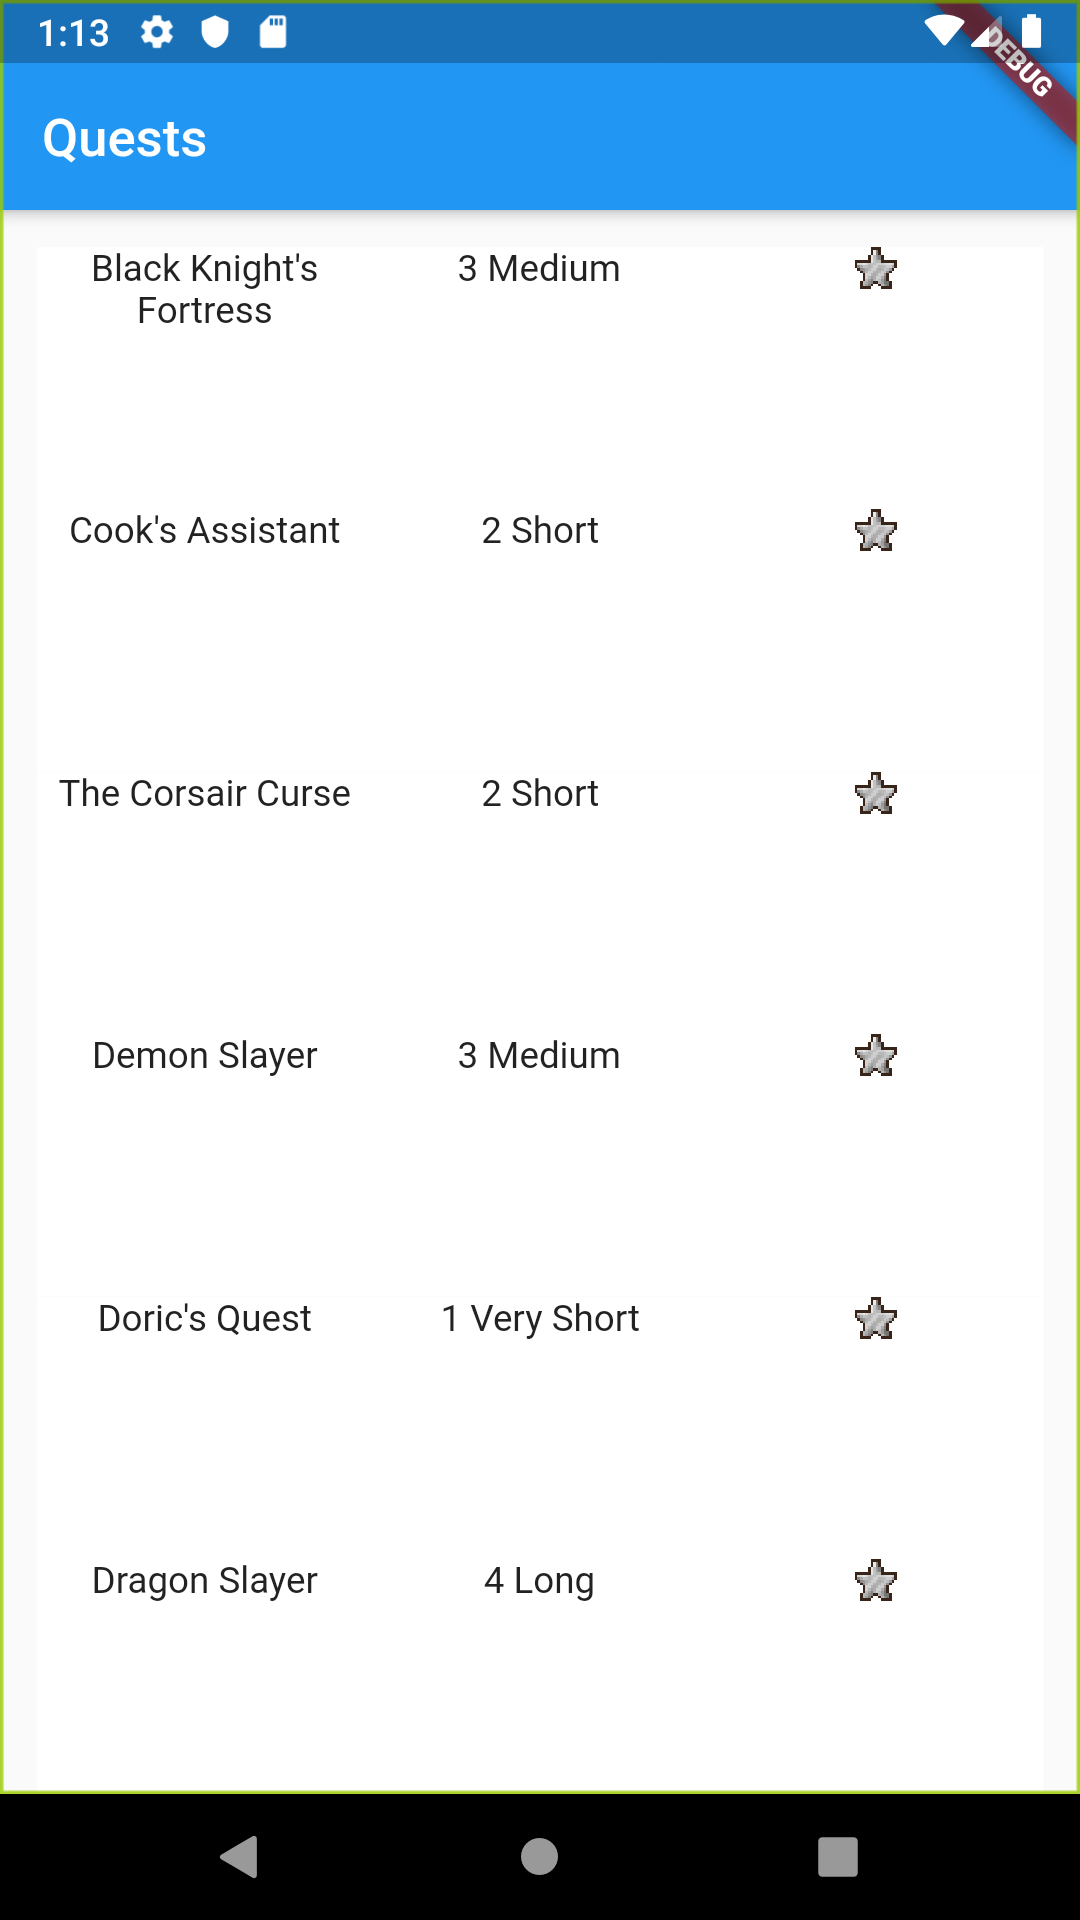 1:13
DEBUG
Quests
Black Knight's 3 Medium
Fortress
Cook's Assistant 2 Short
The Corsair Curse 2 Short
Demon Slayer 3 Medium
Doric's Quest 1 Very Short
Dragon Slayer 4 Long